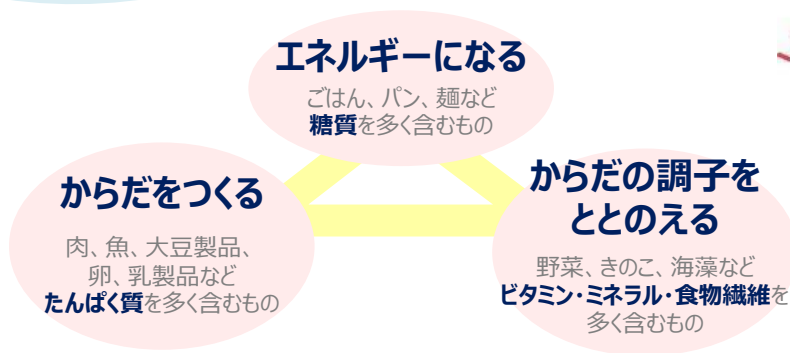 エネルギーになる
ごはん、パン、麺など
糖質を多く含むもの
からだをつくる
肉、魚、大豆製品、
卵、乳製品など
たんぱく質を多く含むもの
からだの調子を
ととのえる
野菜、きのこ、海藻など
ビタミン・ミネラル・食物繊維を
多く含むもの